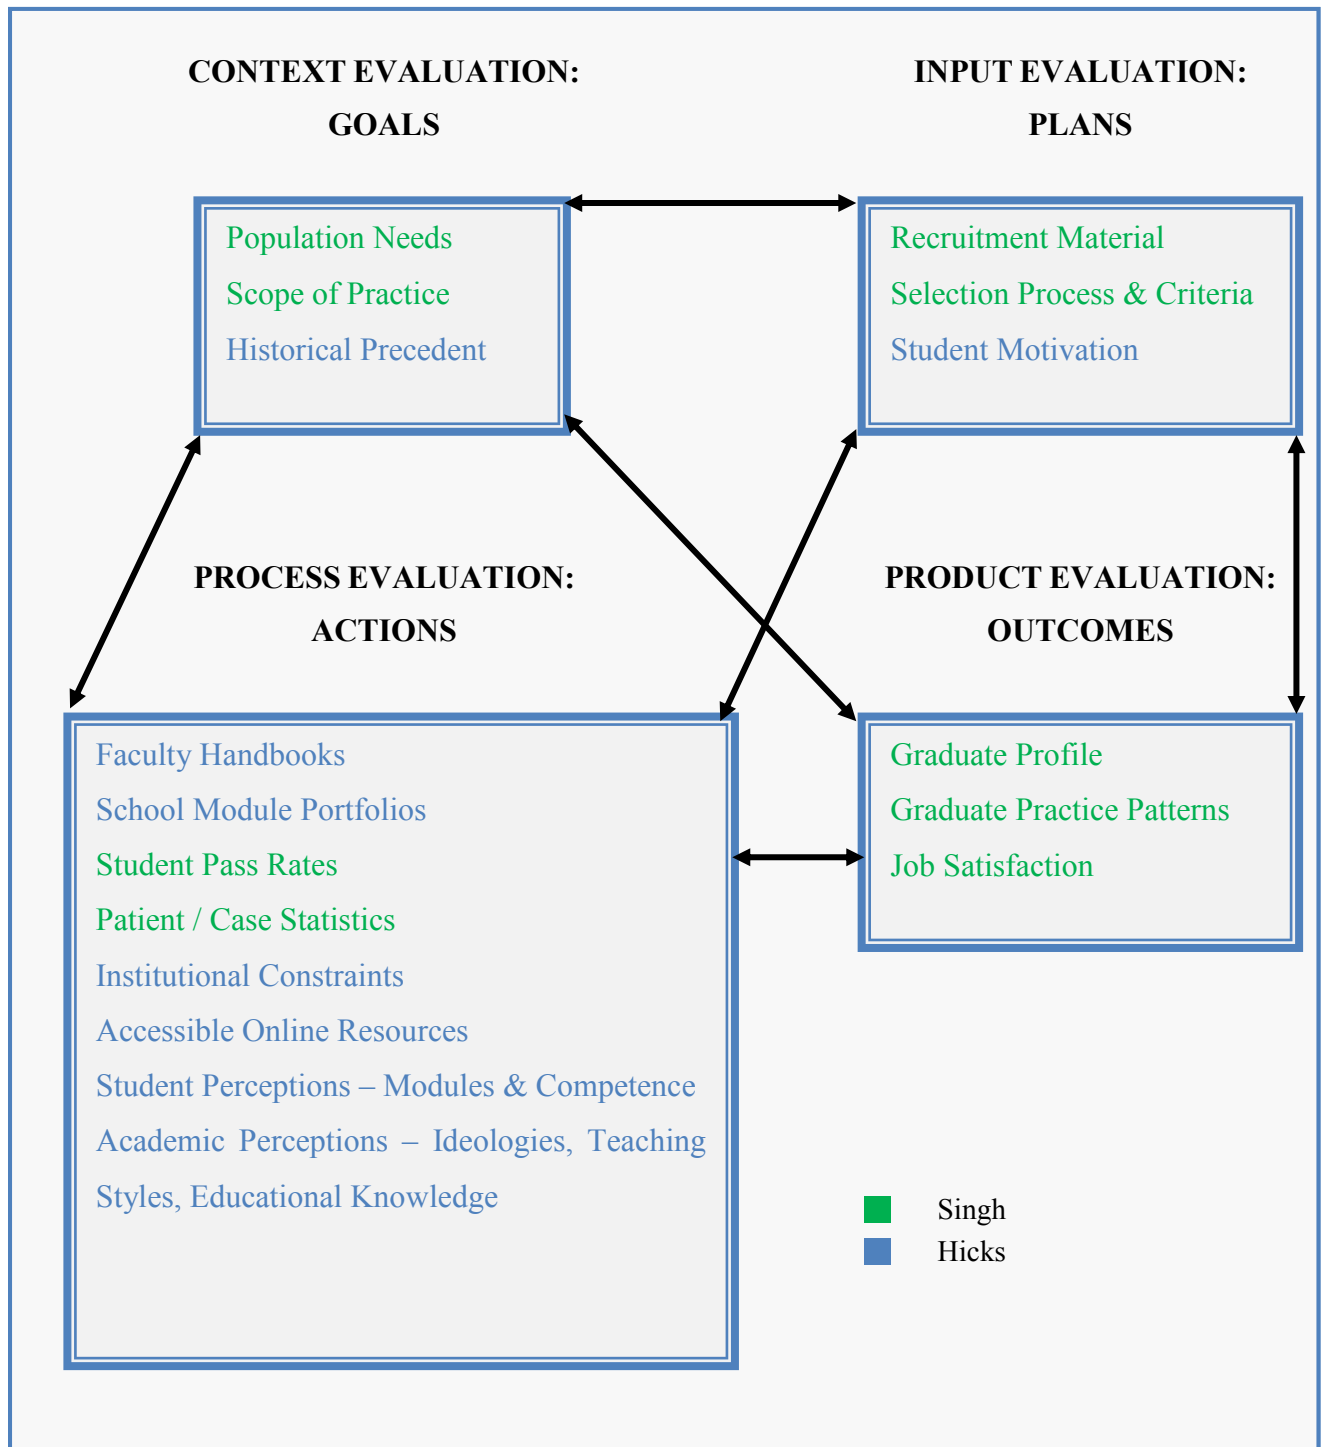 CONTEXT EVALUATION:
GOALS
INPUT EVALUATION:
PLANS
Population Needs
Scope of Practice
Historical Precedent
Recruitment Material
Selection Process & Criteria
Student Motivation
PROCESS EVALUATION:
ACTIONS
PRODUCT EVALUATION:
OUTCOMES
Faculty Handbooks
School Module Portfolios
Student Pass Rates
Patient / Case Statistics
Institutional Constraints
Accessible Online Resources
Student Perceptions – Modules & Competence
Academic Perceptions – Ideologies, Teaching
Styles, Educational Knowledge
Graduate Profile
Graduate Practice Patterns
Job Satisfaction
Singh
Hicks